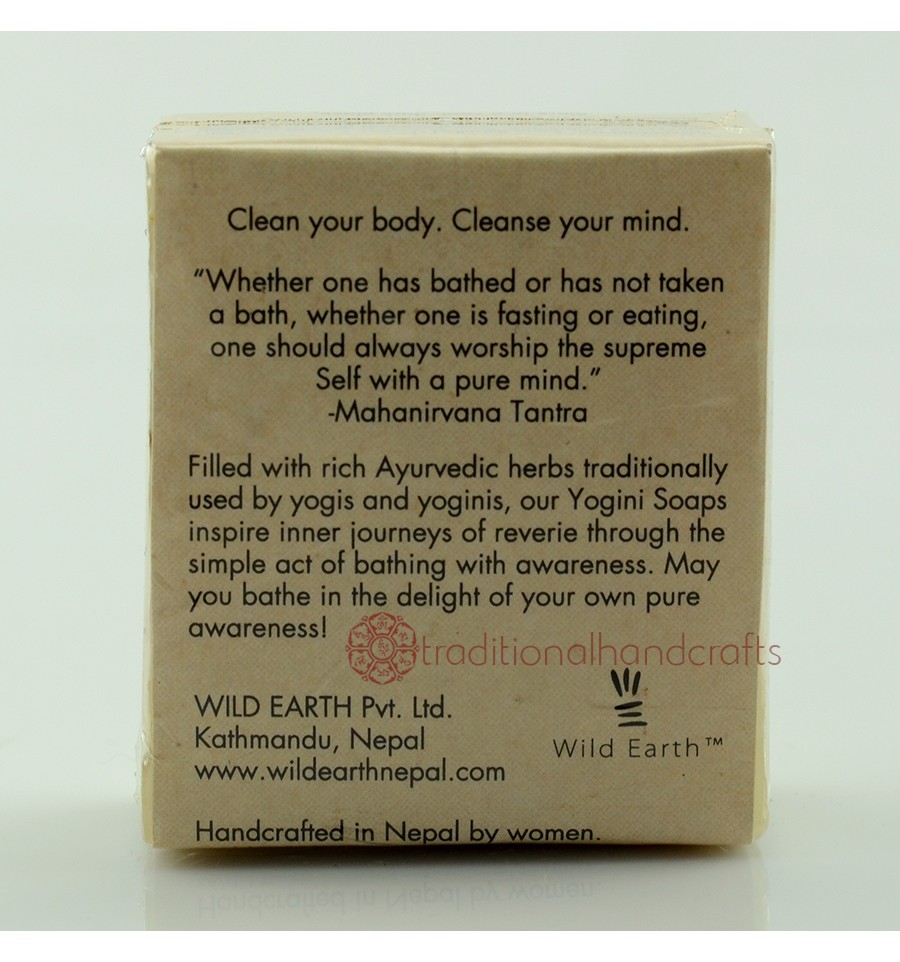 Clean your body. Cleanse your mind.
“Whether one has bathed or has not taken
a bath, whether one is fasting or eating,
one should always worship the supreme
Self with a pure mind.”
-Mahanirvana Tantra
Filled with rich Ayurvedic herbs traditionally
used by yogis and yoginis, our Yogini Soaps
inspire inner journeys of reverie through the
simple act of bathing with awareness. May
you bathe in the delight of your own pure
awareness!
traditionalhandcrafts
WILD EARTH Pvt. Ltd.
Kathmandu, Nepal
www.wildearthnepal.com
Wild Earth™
Handcrafted in Nepal by women.